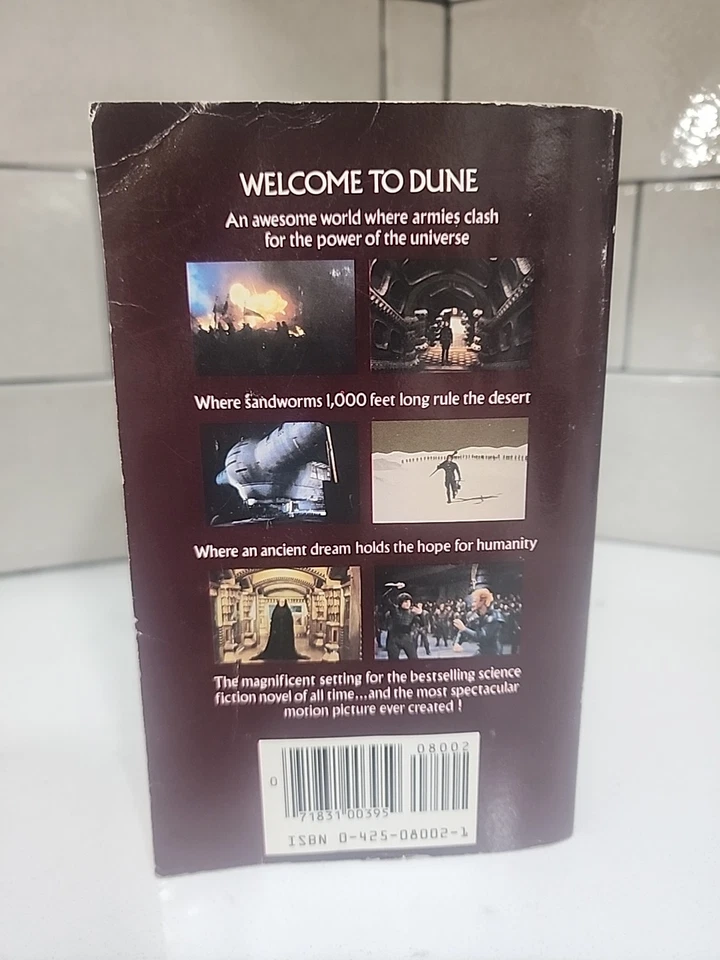 WELCOME TO DUNE
An awesome world where armies clash
for the power of the universe
Where sandworms 1,000 feet long rule the desert
Where an ancient dream holds the hope for humanity
The magnificent setting for the bestselling science
fiction novel of all time...and the most spectacular
motion picture ever created !
08002
0
71831 00395
ISBN 0-425-08002-1